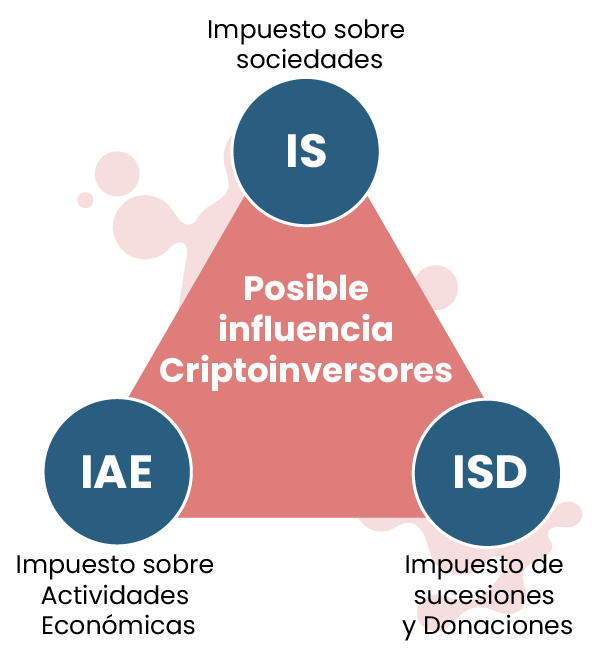 Impuesto sobre
sociedades
IS
Posible
influencia
Criptoinversores
IAE
ISD
Impuesto sobre
Actividades
Económicas
Impuesto de
sucesiones
y Donaciones